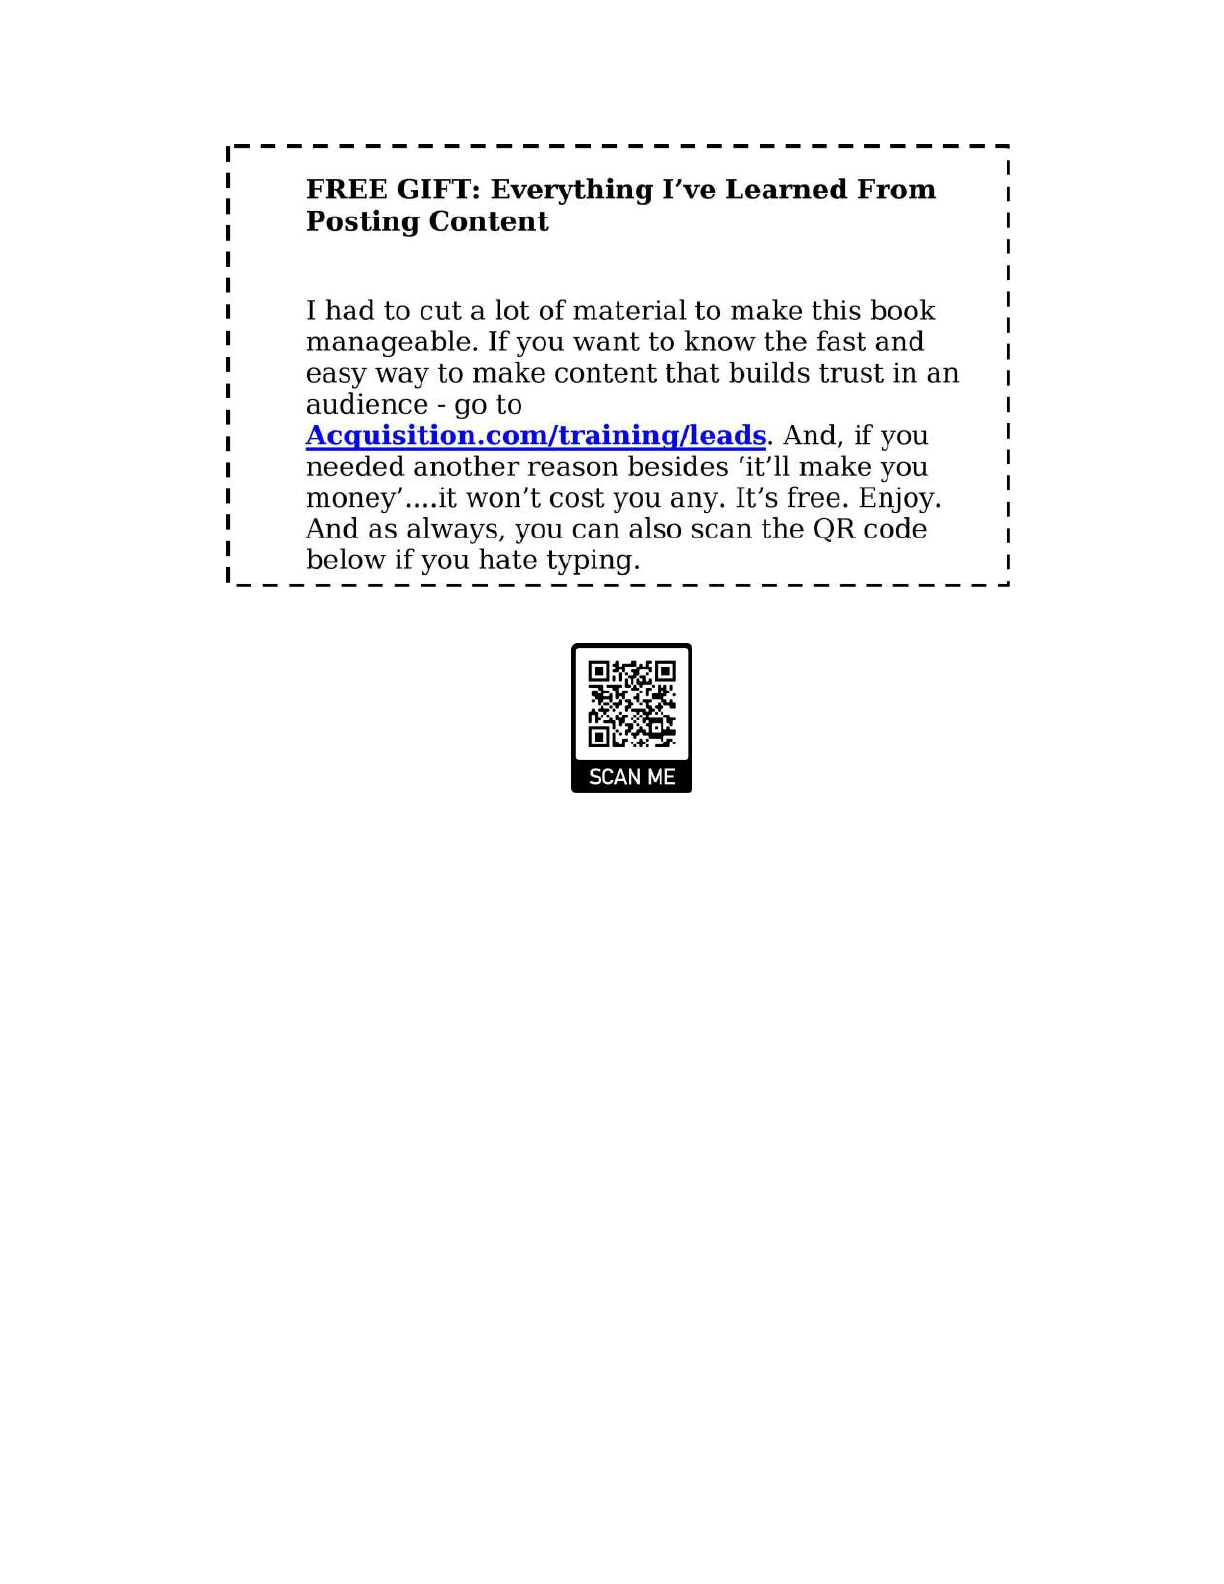 FREE GIFT: Everything I’ve Learned From
Posting Content
I had to cut a lot of material to make this book
manageable. If you want to know the fast and
easy way to make content that builds trust in an
audience - go to
Acquisition.com/training/leads. And, if you
needed another reason besides ‘it’ll make you
money’....it won’t cost you any. It’s free. Enjoy.
And as always, you can also scan the QR code
below if you hate typing.
SCAN ME